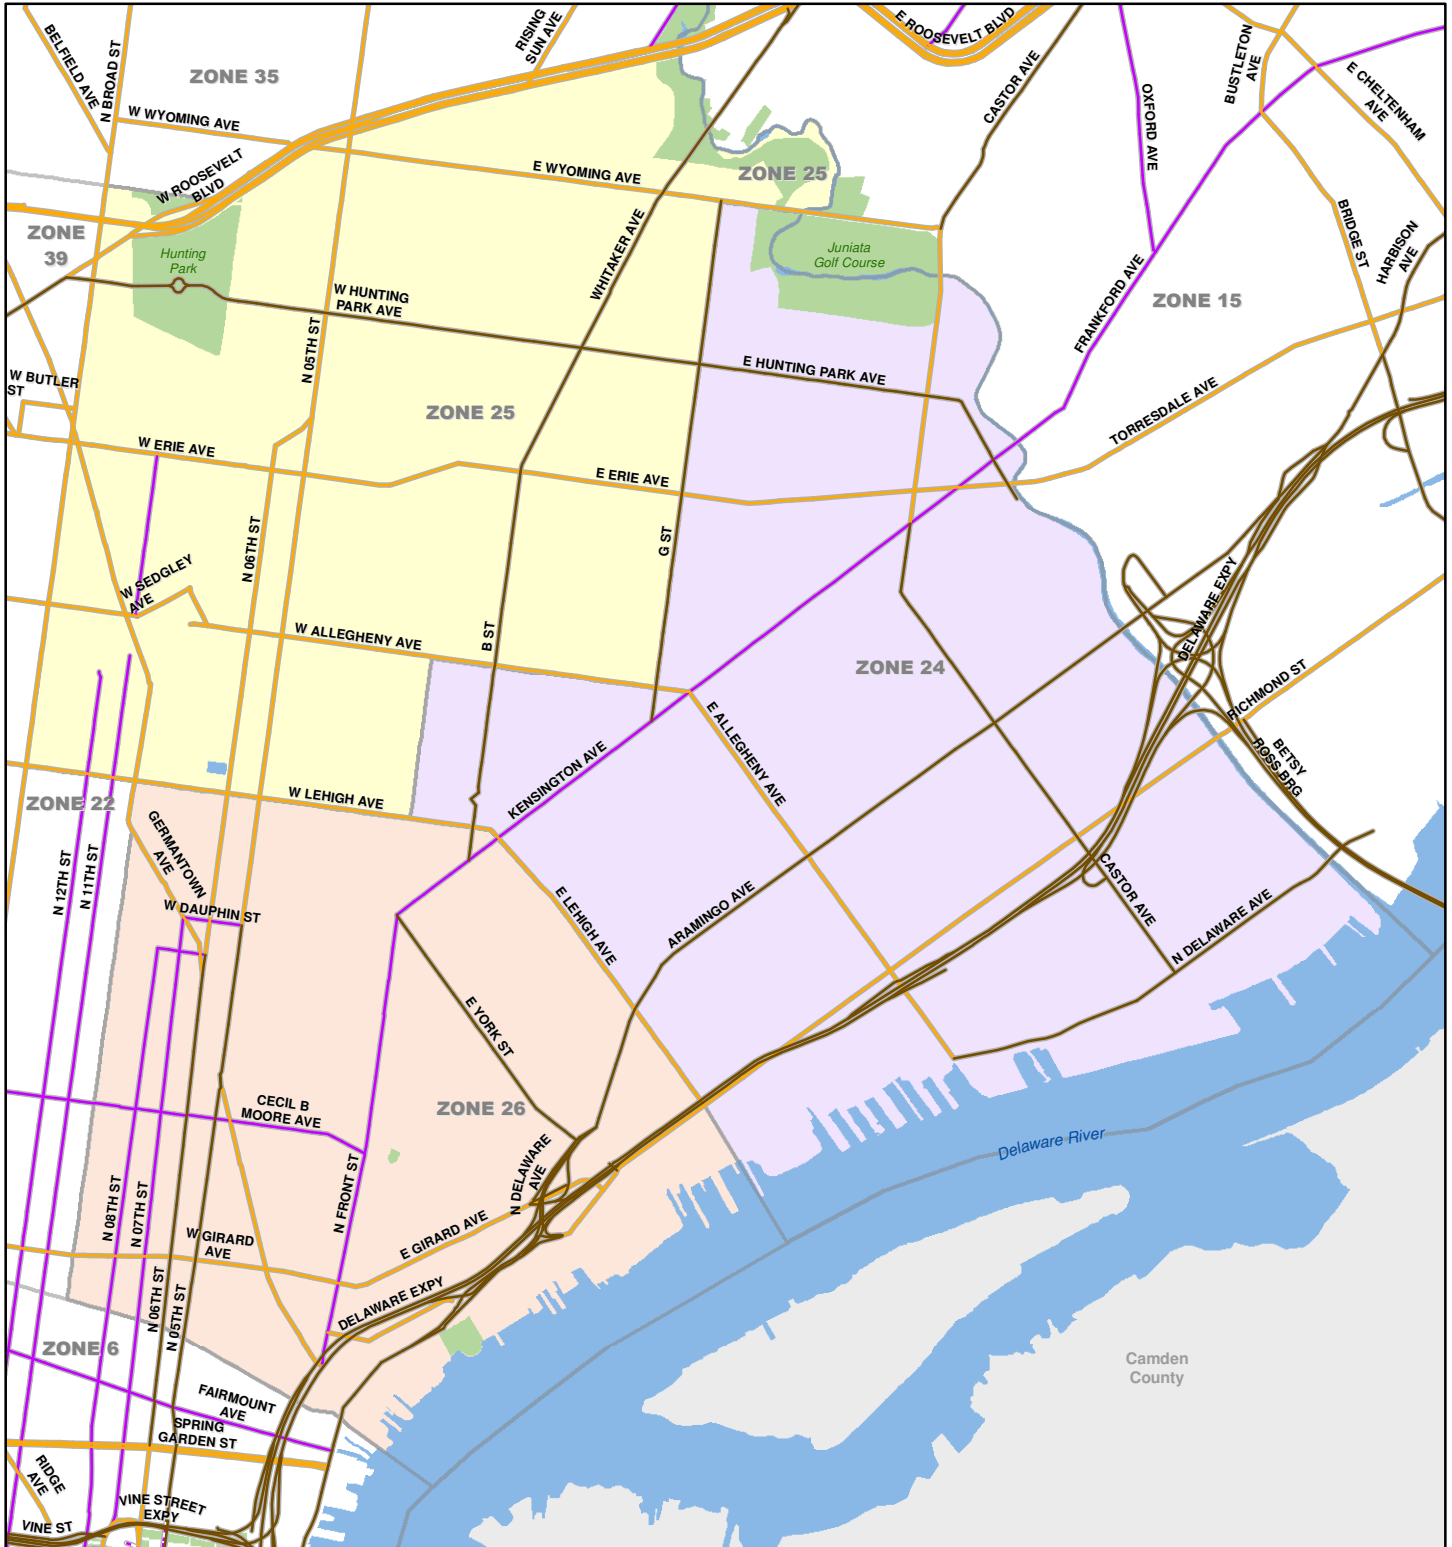 BELFIELD AVE
N BROAD ST
ZONE 35
RISING
SUN AVE
E ROOSEVELT BLVD
CASTOR AVE
OXFORD AVE
BUSTLETON
AVE
E CHELTENHAM
AVE
W WYOMING AVE
W ROOSEVELT
BLVD
E WYOMING AVE
ZONE 25
ZONE
39
Hunting
Park
WHITAKER AVE
Juniata
Golf Course
BRIDGE ST
HARBISON
AVE
FRANKFORD AVE
ZONE 15
W HUNTING
PARK AVE
N 05TH ST
E HUNTING PARK AVE
W BUTLER
ST
ZONE 25
TORRESDALE AVE
W ERIE AVE
E ERIE AVE
N 06TH ST
G ST
W SEDGLEY
AVE
W ALLEGHENY AVE
B ST
DELAWARE EXPY
ZONE 24
RICHMOND ST
E ALLEGHENY AVE
BETSY
ROSS BRG
KENSINGTON AVE
W LEHIGH AVE
ZONE 22
GERMANTOWN
AVE
N 12TH ST
N 11TH ST
W DAUPHIN ST
E LEHIGH AVE
ARAMINGO AVE
CASTOR AVE
N DELAWARE AVE
E YORK ST
CECIL B
MOORE AVE
ZONE 26
Delaware River
N DELAWARE
AVE
N FRONT ST
N 08TH ST
N 07TH ST
W GIRARD
AVE
E GIRARD AVE
DELAWARE EXPY
N 06TH ST
N 05TH ST
ZONE 6
Camden
County
FAIRMOUNT
AVE
SPRING
GARDEN ST
RIDGE
AVE
VINE STREET
EXPY
VINE ST